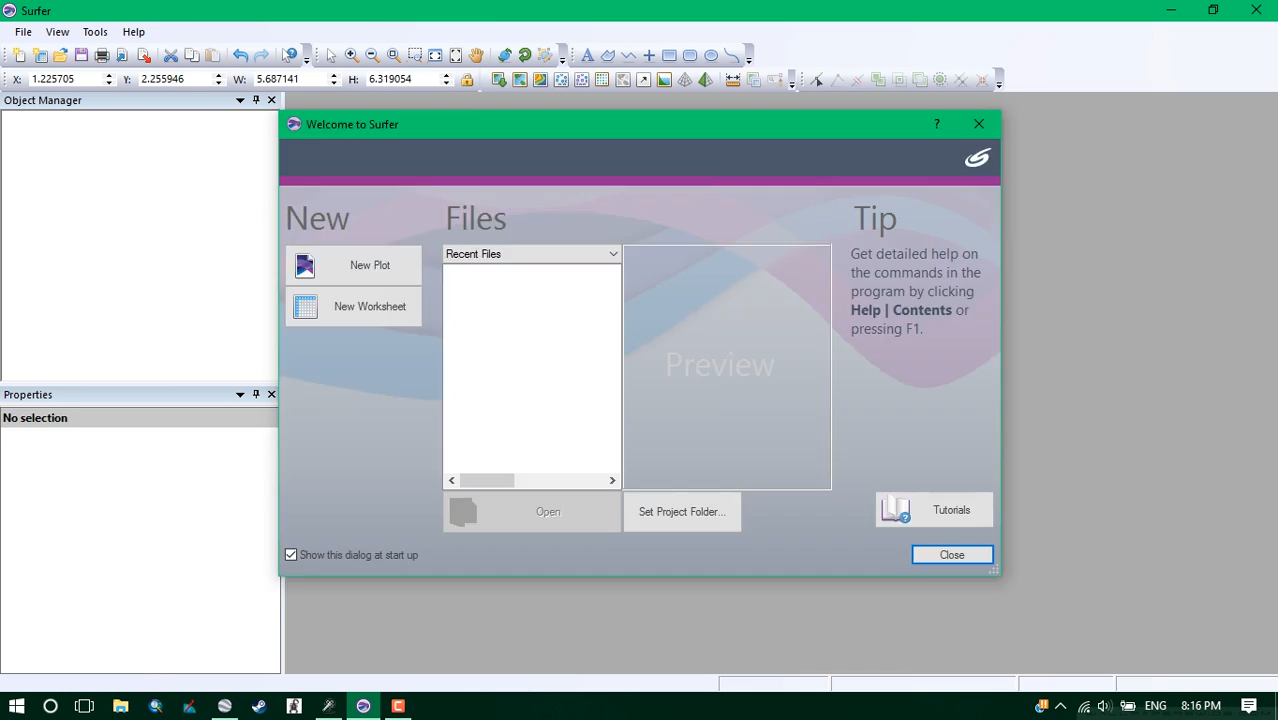 Surfer
File View Tools Help
X: 1.225705 Y: 2.255946 W: 5.687141 H: 6.319054
Object Manager
Welcome to Surfer
New
Files
Tip
New Plot
New Worksheet
Recent Files
Preview
Get detailed help on
the commands in the
program by clicking
Help | Contents or
pressing F1.
Properties
No selection
Open
Set Project Folder...
Tutorials
Show this dialog at start up
Close
ENG 8:16 PM